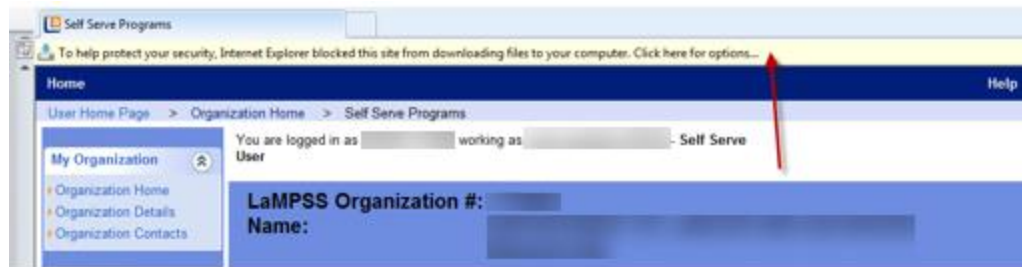 Self Serve Programs
To help protect your security, Internet Explorer blocked this site from downloading files to your computer. Click here for options...
Home Help
User Home Page > Organization Home > Self Serve Programs
You are logged in as working as - Self Serve
User
My Organization
Organization Home
Organization Details
Organization Contacts
LaMPSS Organization #:
Name: